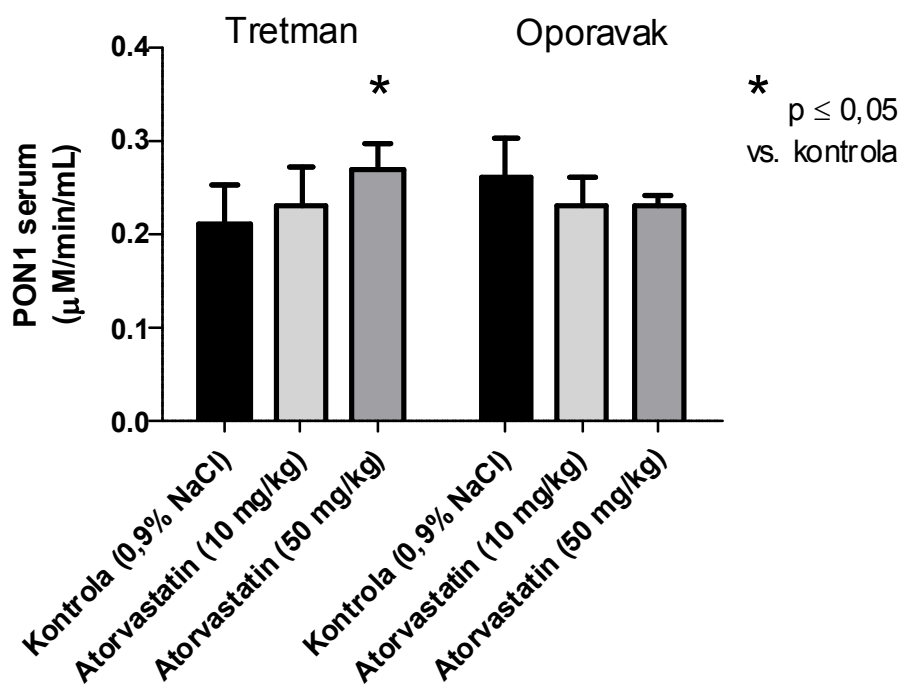 Tretman
Oporavak
0.4
0.3
0.2
0.1
0.0
PON1 serum
(μM/min/mL)
*
*
p ≤ 0,05
vs. kontrola
Kontrola (0,9% NaCl)
Atorvastatin (10 mg/kg)
Atorvastatin (50 mg/kg)
Kontrola (0,9% NaCl)
Atorvastatin (10 mg/kg)
Atorvastatin (50 mg/kg)